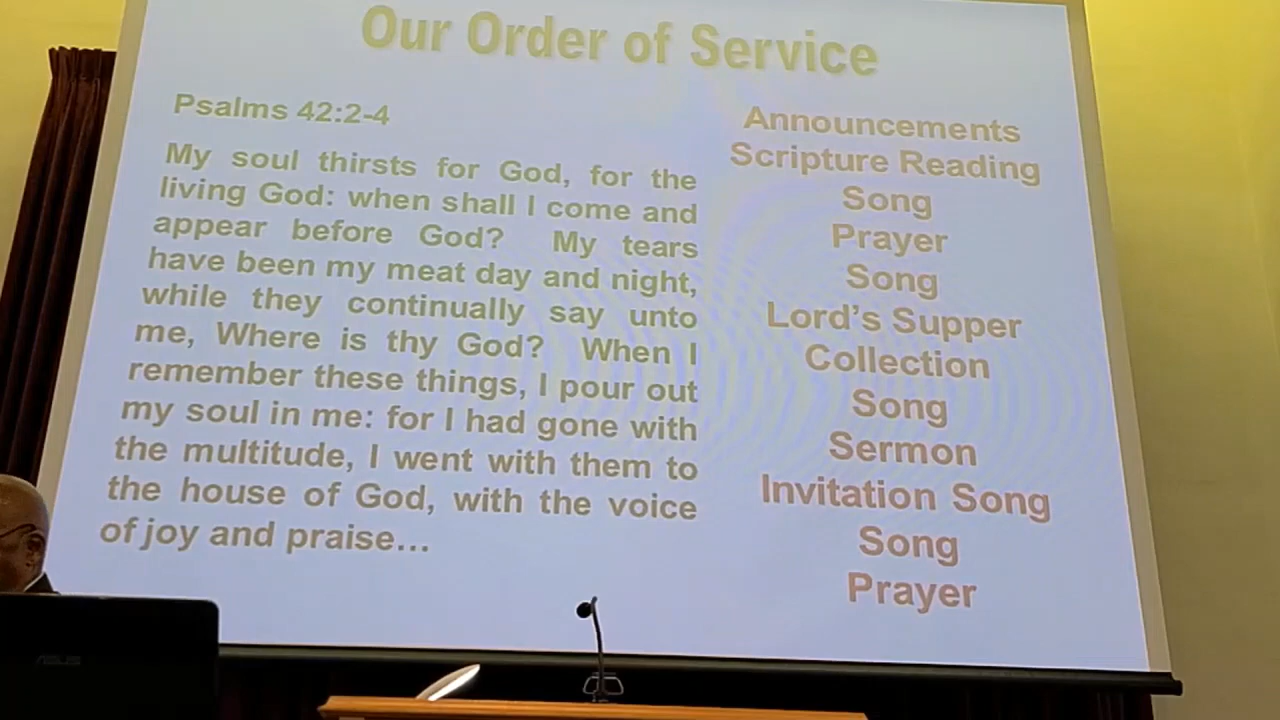 Our Order of Service
Psalms 42:2-4
My soul thirsts for God, for the
living God: when shall I come and
appear before God? My tears
have been my meat day and night,
while they continually say unto
me, Where is thy God? When I
remember these things, I pour out
my soul in me: for I had gone with
the multitude, I went with them to
the house of God, with the voice
of joy and praise...
Announcements
Scripture Reading
Song
Prayer
Song
Lord's Supper
Collection
Song
Sermon
Invitation Song
Song
Prayer
ASUS